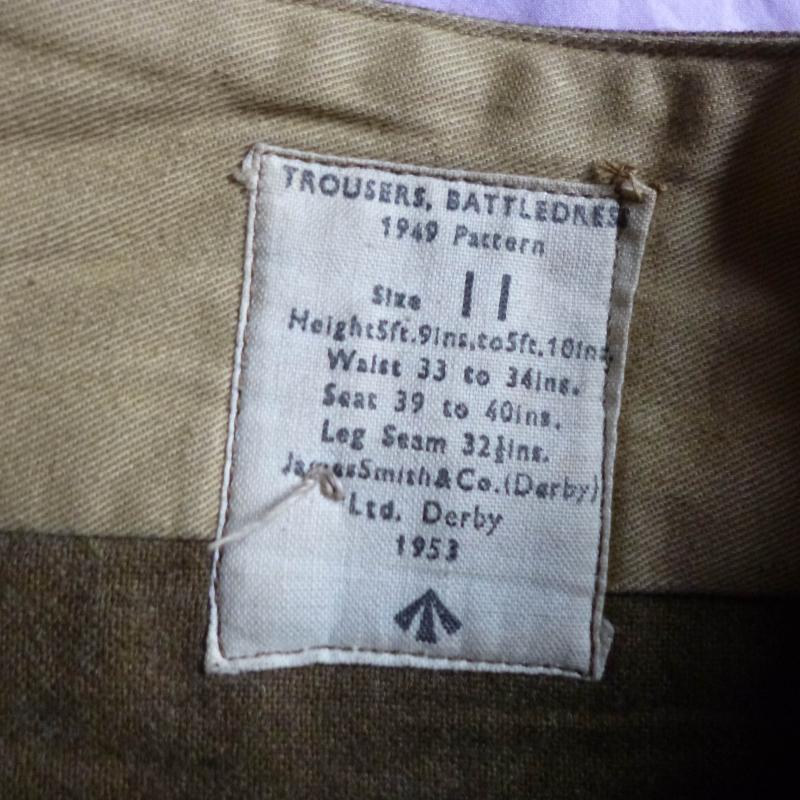 TROUSERS, BATTLEDRESS
1949 Pattern
Size 11
Height5ft.9ins.to5ft.10ins.
Waist 33 to 34ins.
Seat 39 to 40ins.
Leg Seam 32½ins.
JamesSmith&Co.(Derby)
Ltd. Derby
1953